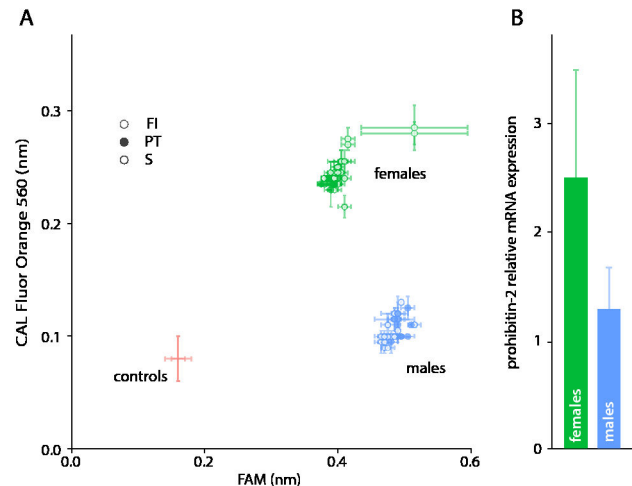 A
B
CAL Fluor Orange 560 (nm)
0.3
0.2
0.1
0.0
FI
PT
S
females
males
controls
0.0
0.2
0.4
0.6
FAM (nm)
prohibitin-2 relative mRNA expression
3
2
1
0
females
males